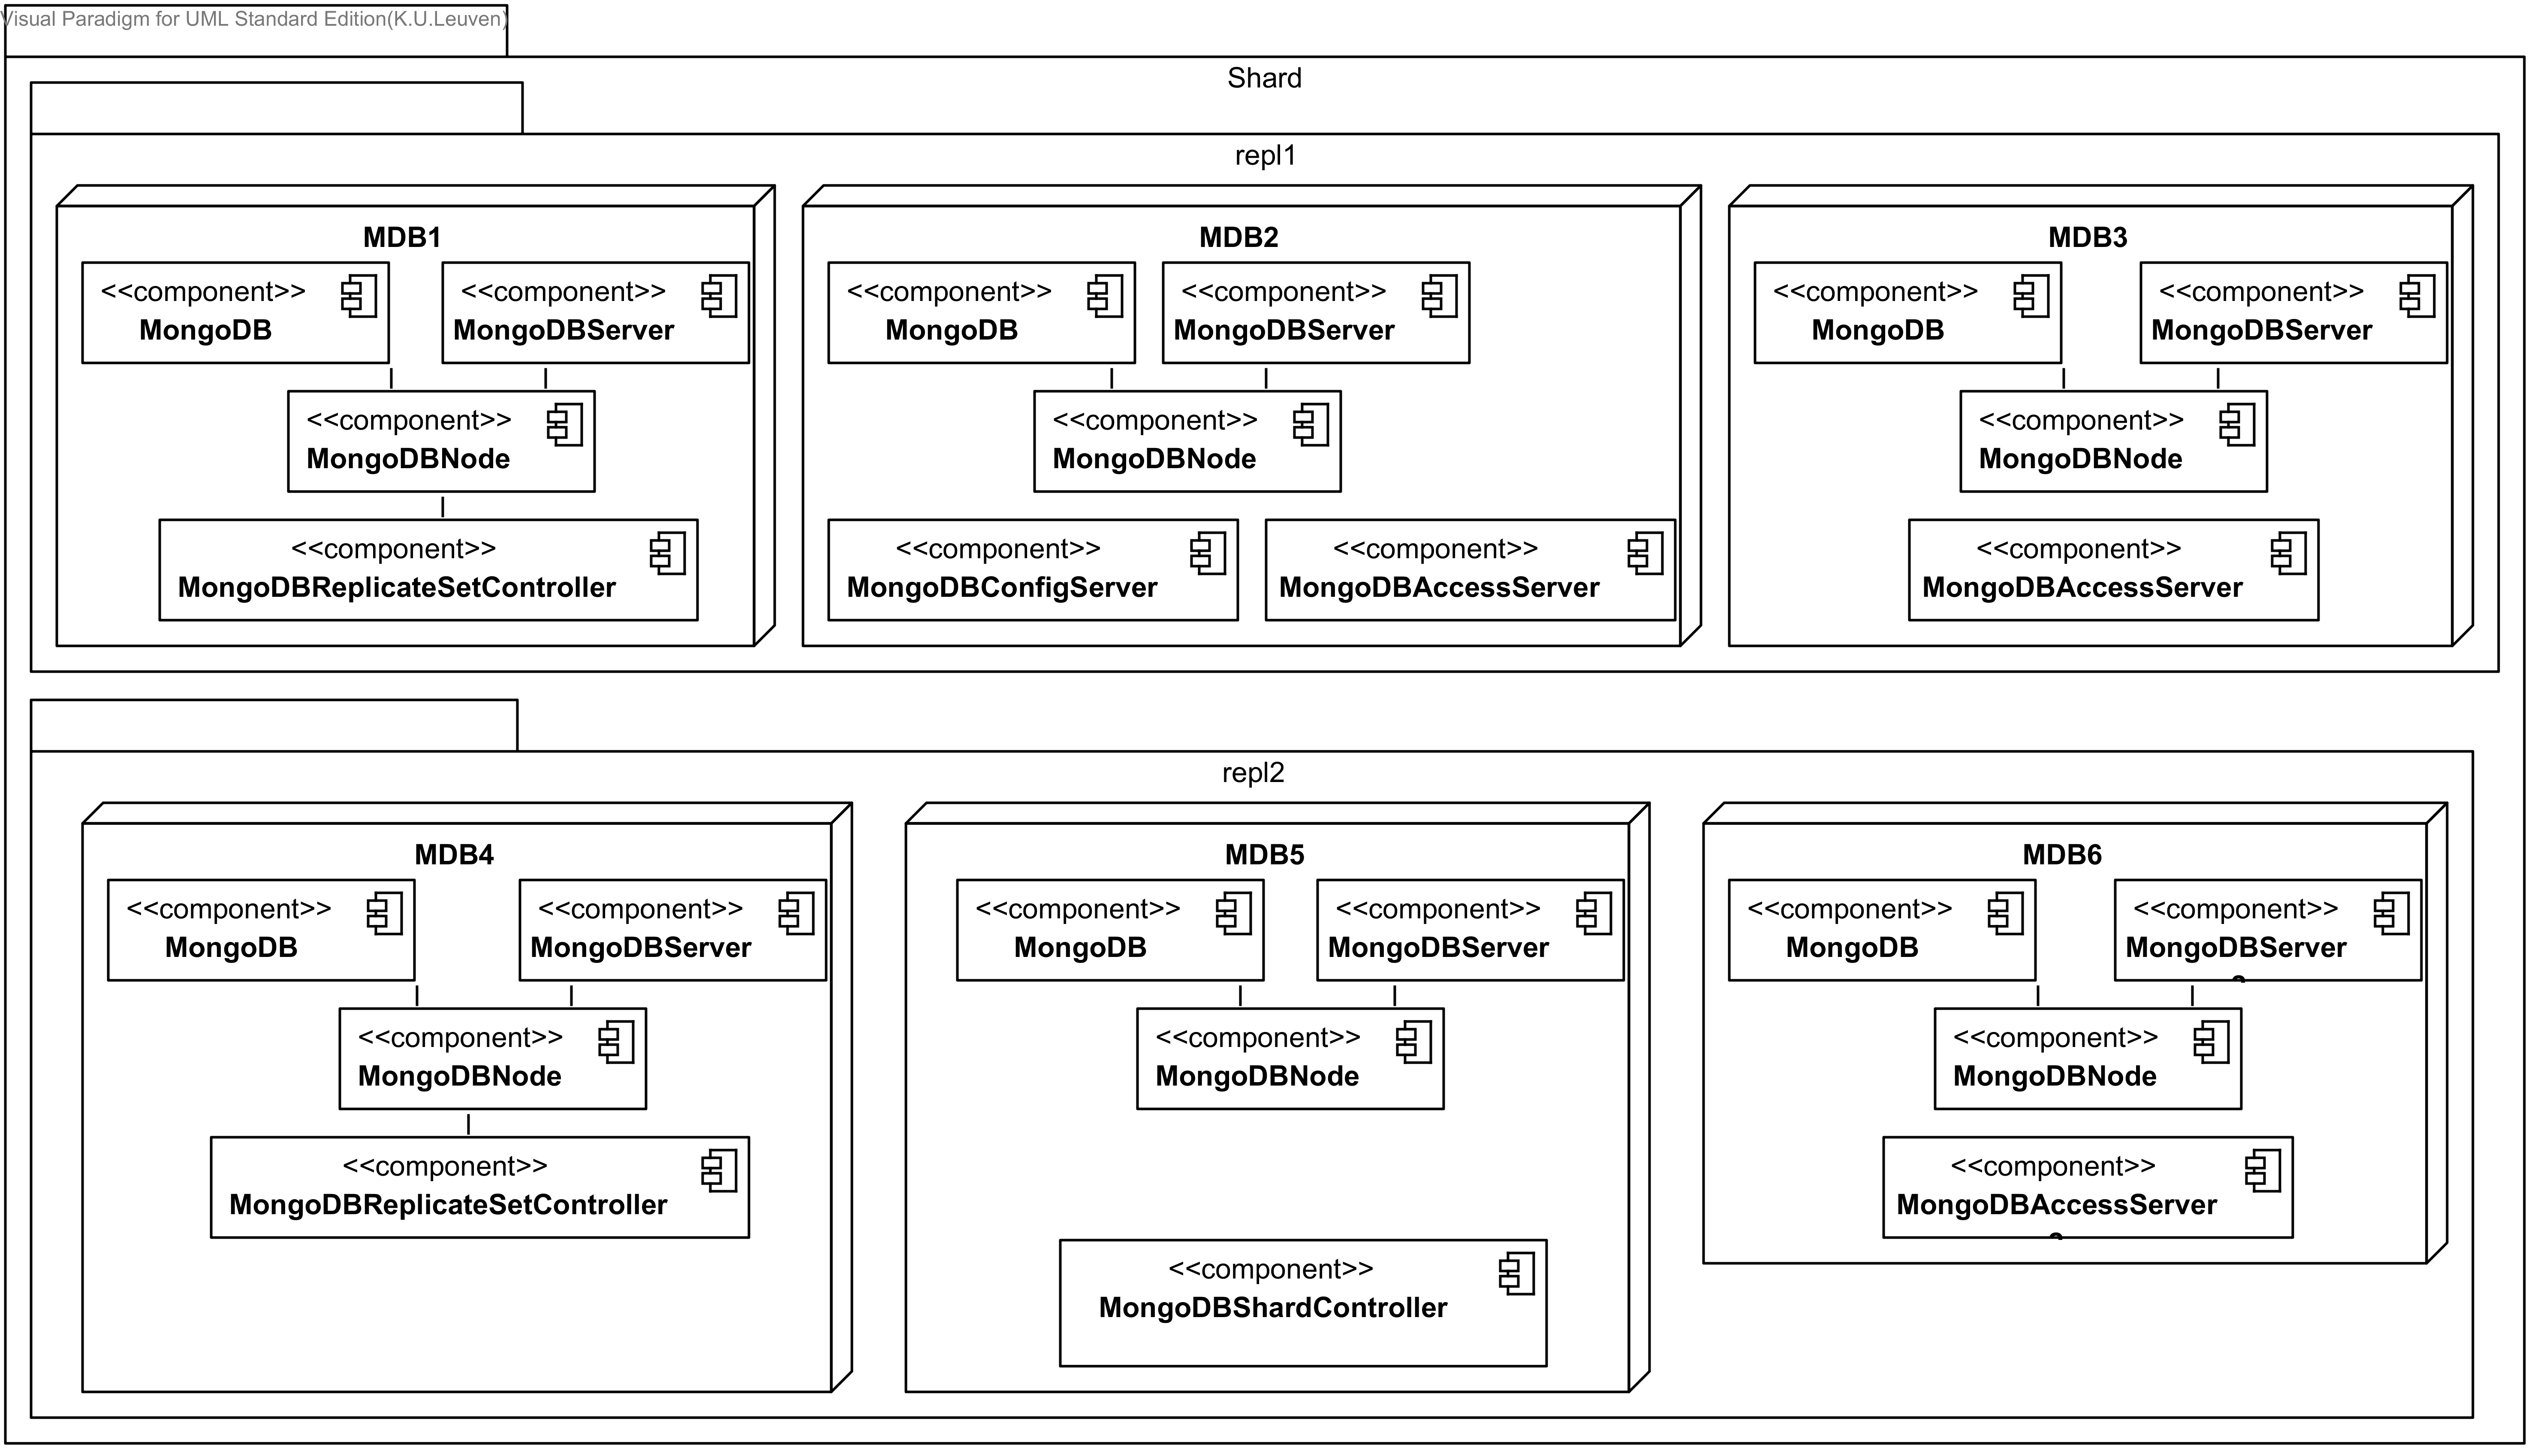 Visual Paradigm for UML Standard Edition(K.U.Leuven)
Shard
repl1
MDB1
<<component>>
MongoDB
<<component>>
MongoDBServer
<<component>>
MongoDBNode
<<component>>
MongoDBReplicateSetController
MDB2
<<component>>
MongoDB
<<component>>
MongoDBServer
<<component>>
MongoDBNode
<<component>>
MongoDBConfigServer
<<component>>
MongoDBAccessServer
MDB3
<<component>>
MongoDB
<<component>>
MongoDBServer
<<component>>
MongoDBNode
<<component>>
MongoDBAccessServer
repl2
MDB4
<<component>>
MongoDB
<<component>>
MongoDBServer
<<component>>
MongoDBNode
<<component>>
MongoDBReplicateSetController
MDB5
<<component>>
MongoDB
<<component>>
MongoDBServer
<<component>>
MongoDBNode
<<component>>
MongoDBShardController
MDB6
<<component>>
MongoDB
<<component>>
MongoDBServer
<<component>>
MongoDBNode
<<component>>
MongoDBAccessServer